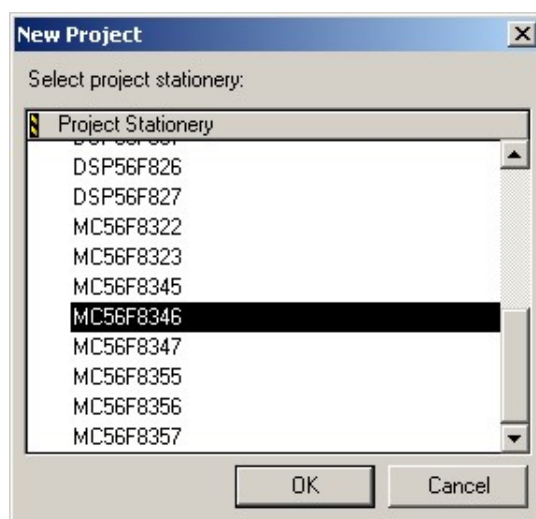 New Project
Select project stationery:
Project Stationery
DSP56F826
DSP56F827
MC56F8322
MC56F8323
MC56F8345
MC56F8346
MC56F8347
MC56F8355
MC56F8356
MC56F8357
OK Cancel